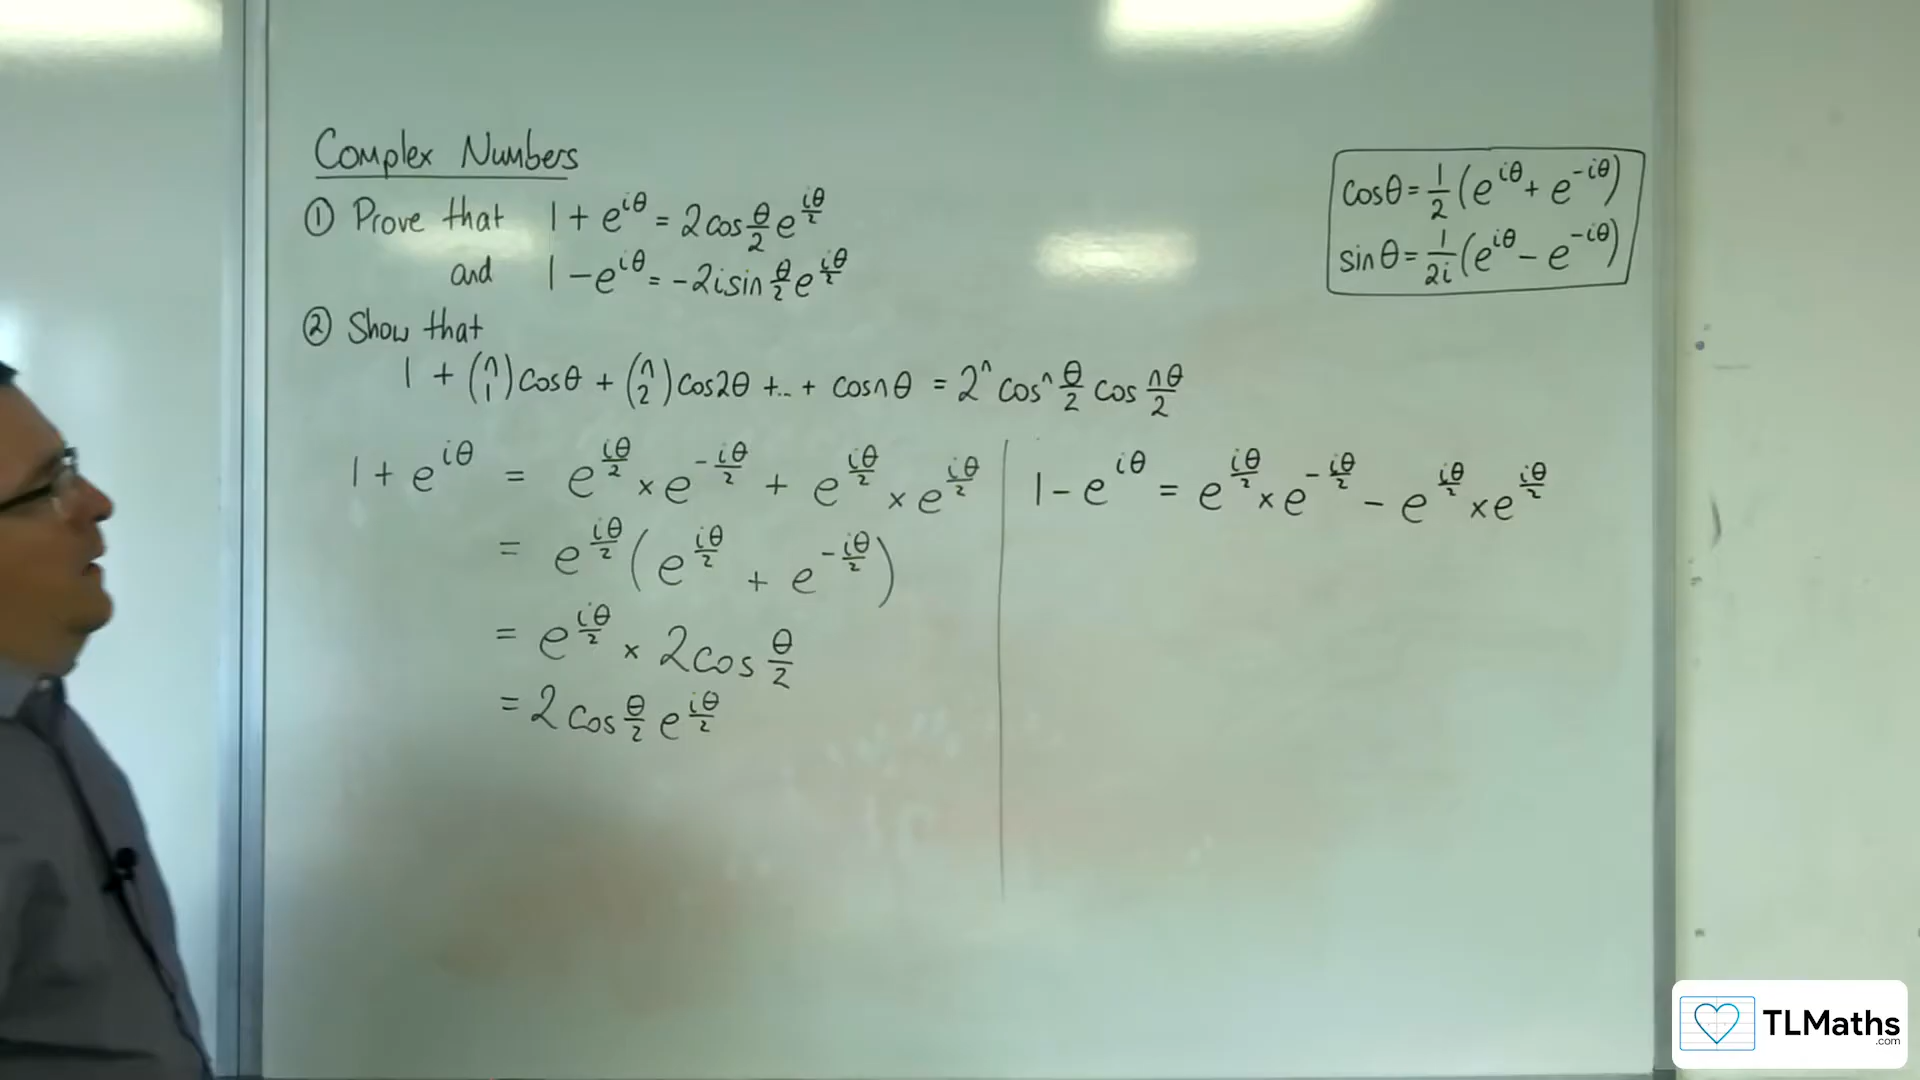 Complex Numbers
① Prove that 1 + e^{iθ} = 2cos θ/2 e^{iθ/2}
and 1 - e^{iθ} = -2isin θ/2 e^{iθ/2}
② Show that
1 + (n 1)cosθ + (n 2)cos2θ + ... + cosnθ = 2^n cos^n θ/2 cos nθ/2
cosθ = 1/2 (e^{iθ} + e^{-iθ})
sinθ = 1/2i (e^{iθ} - e^{-iθ})
1 + e^{iθ} = e^{iθ/2} × e^{-iθ/2} + e^{iθ/2} × e^{iθ/2}
= e^{iθ/2} (e^{iθ/2} + e^{-iθ/2})
= e^{iθ/2} × 2cos θ/2
= 2cos θ/2 e^{iθ/2}
1 - e^{iθ} = e^{iθ/2} × e^{-iθ/2} - e^{iθ/2} × e^{iθ/2}
TLMaths
.com